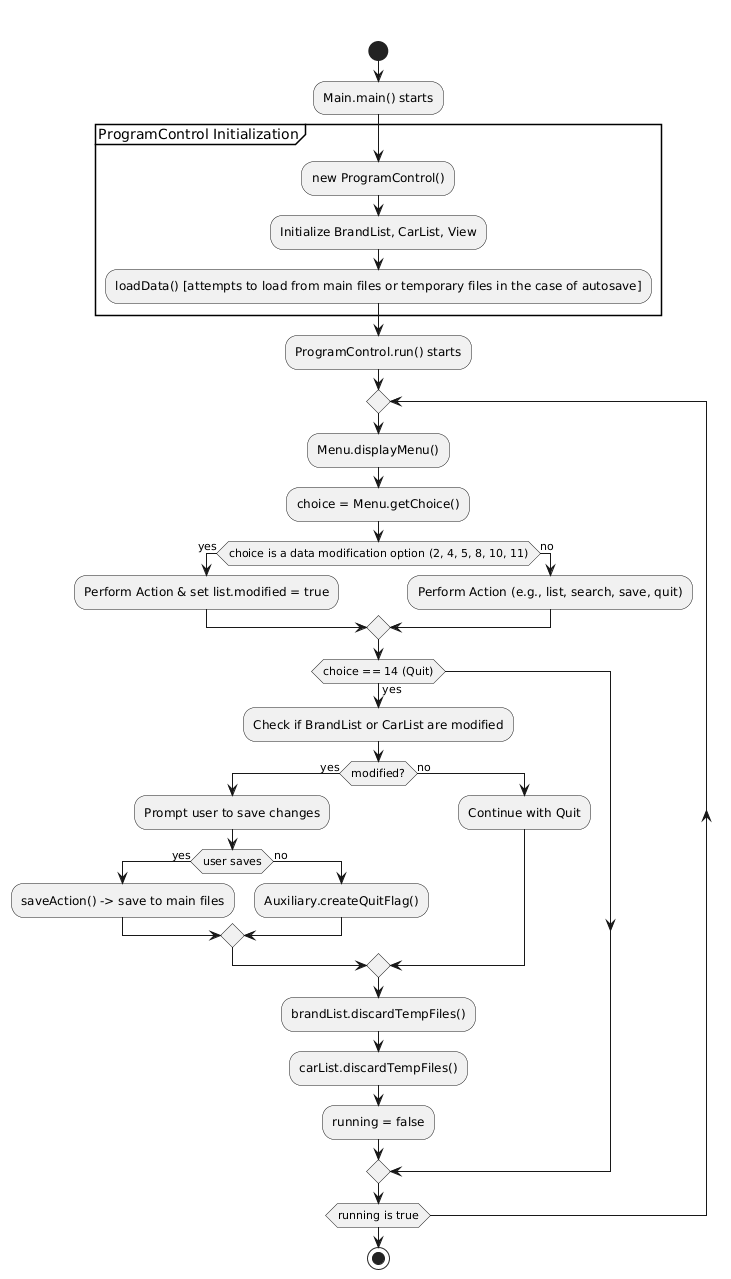 Main.main() starts
ProgramControl Initialization
new ProgramControl()
Initialize BrandList, CarList, View
loadData() [attempts to load from main files or temporary files in the case of autosave]
ProgramControl.run() starts
Menu.displayMenu()
choice = Menu.getChoice()
yes
choice is a data modification option (2, 4, 5, 8, 10, 11)
no
Perform Action & set list.modified = true
Perform Action (e.g., list, search, save, quit)
choice == 14 (Quit)
yes
Check if BrandList or CarList are modified
yes
modified?
no
Prompt user to save changes
Continue with Quit
yes
user saves
no
saveAction() -> save to main files
Auxiliary.createQuitFlag()
brandList.discardTempFiles()
carList.discardTempFiles()
running = false
running is true